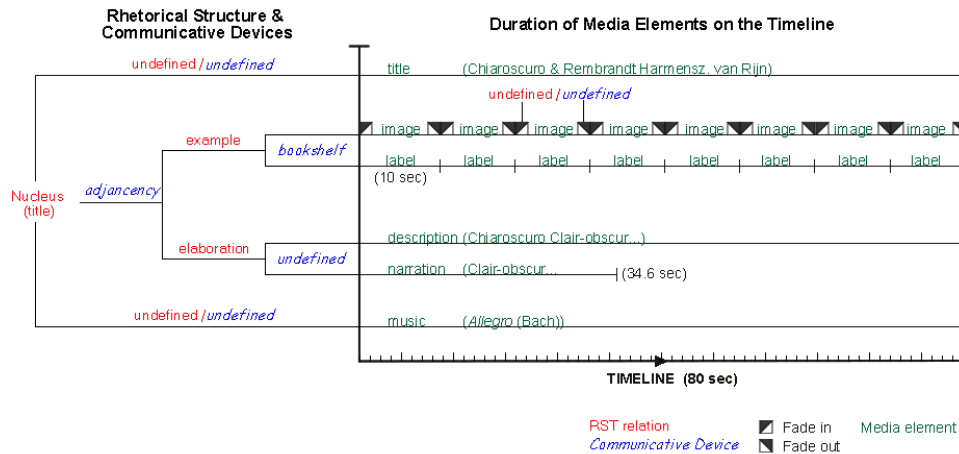 Rhetorical Structure &
Communicative Devices
Duration of Media Elements on the Timeline
undefined /undefined
title (Chiaroscuro & Rembrandt Harmensz. van Rijn)
undefined /undefined
image image image image image image image image
example
bookshelf
label label label label label label label label
(10 sec)
Nucleus
(title)
adjancency
elaboration
description (Chiaroscuro Clair-obscur...)
undefined
narration (Clair-obscur... (34.6 sec)
undefined /undefined
music (Allegro (Bach))
TIMELINE (80 sec)
RST relation Fade in Media element
Communicative Device Fade out